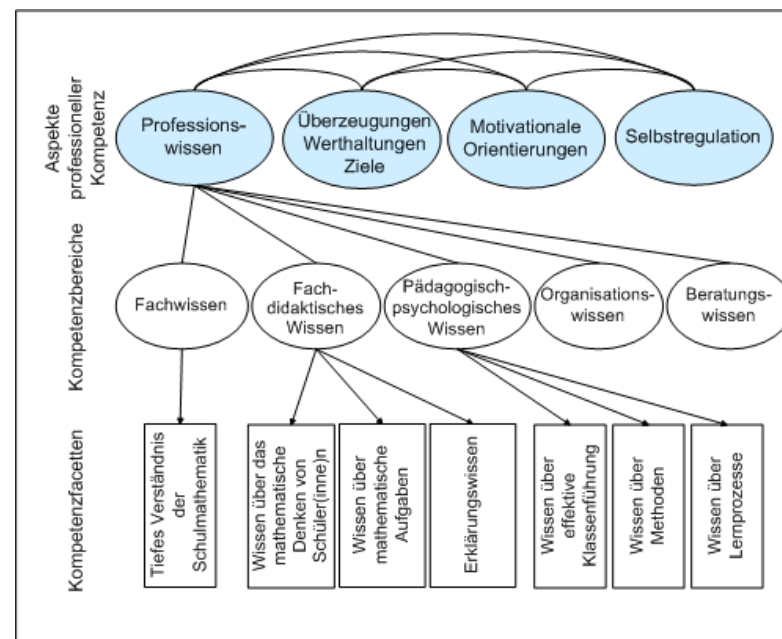 Aspekte
professioneller
Kompetenz
Professions-
wissen
Überzeugungen
Werthaltungen
Ziele
Motivationale
Orientierungen
Selbstregulation
Kompetenzbereiche
Fachwissen
Fach-
didaktisches
Wissen
Pädagogisch-
psychologisches
Wissen
Organisations-
wissen
Beratungs-
wissen
Kompetenzfacetten
Tiefes Verständnis
der
Schulmathematik
Wissen über das
mathematische
Denken von
Schüler(inne)n
Wissen über
mathematische
Aufgaben
Erklärungswissen
Wissen über
effektive
Klassenführung
Wissen über
Methoden
Wissen über
Lernprozesse